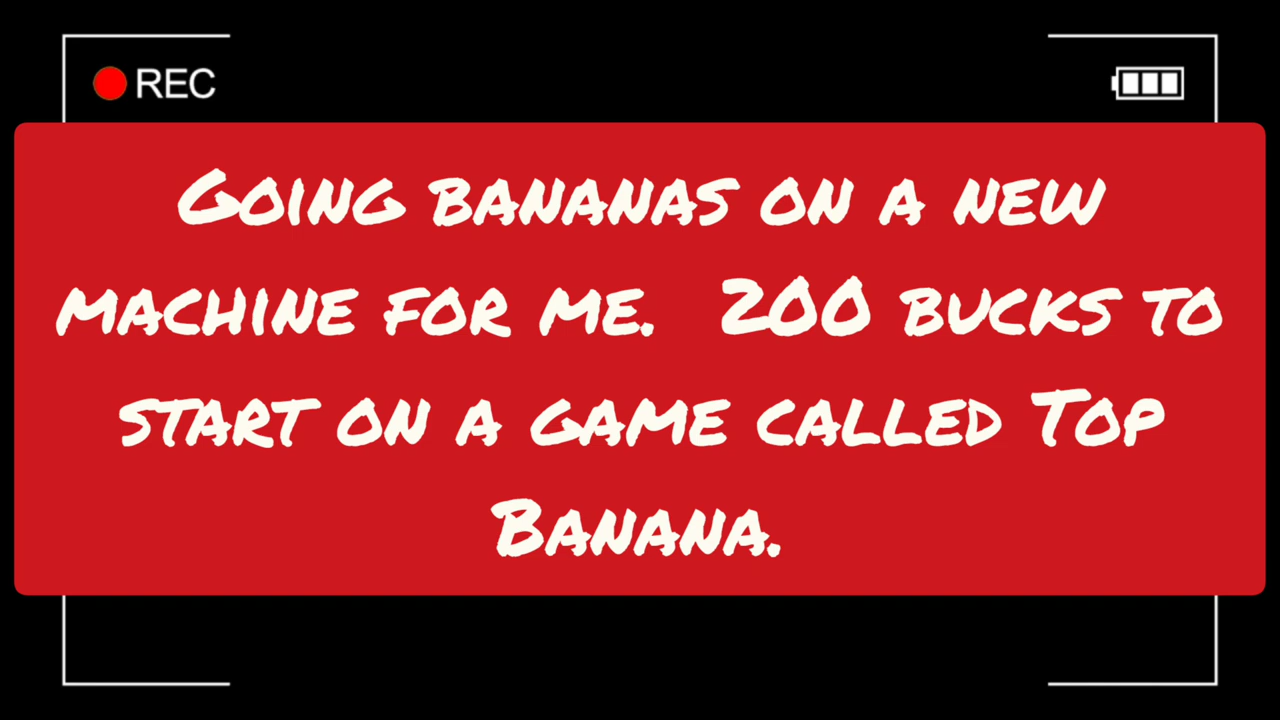 REC
Going bananas on a new
machine for me.  200 bucks to
start on a game called Top
Banana.